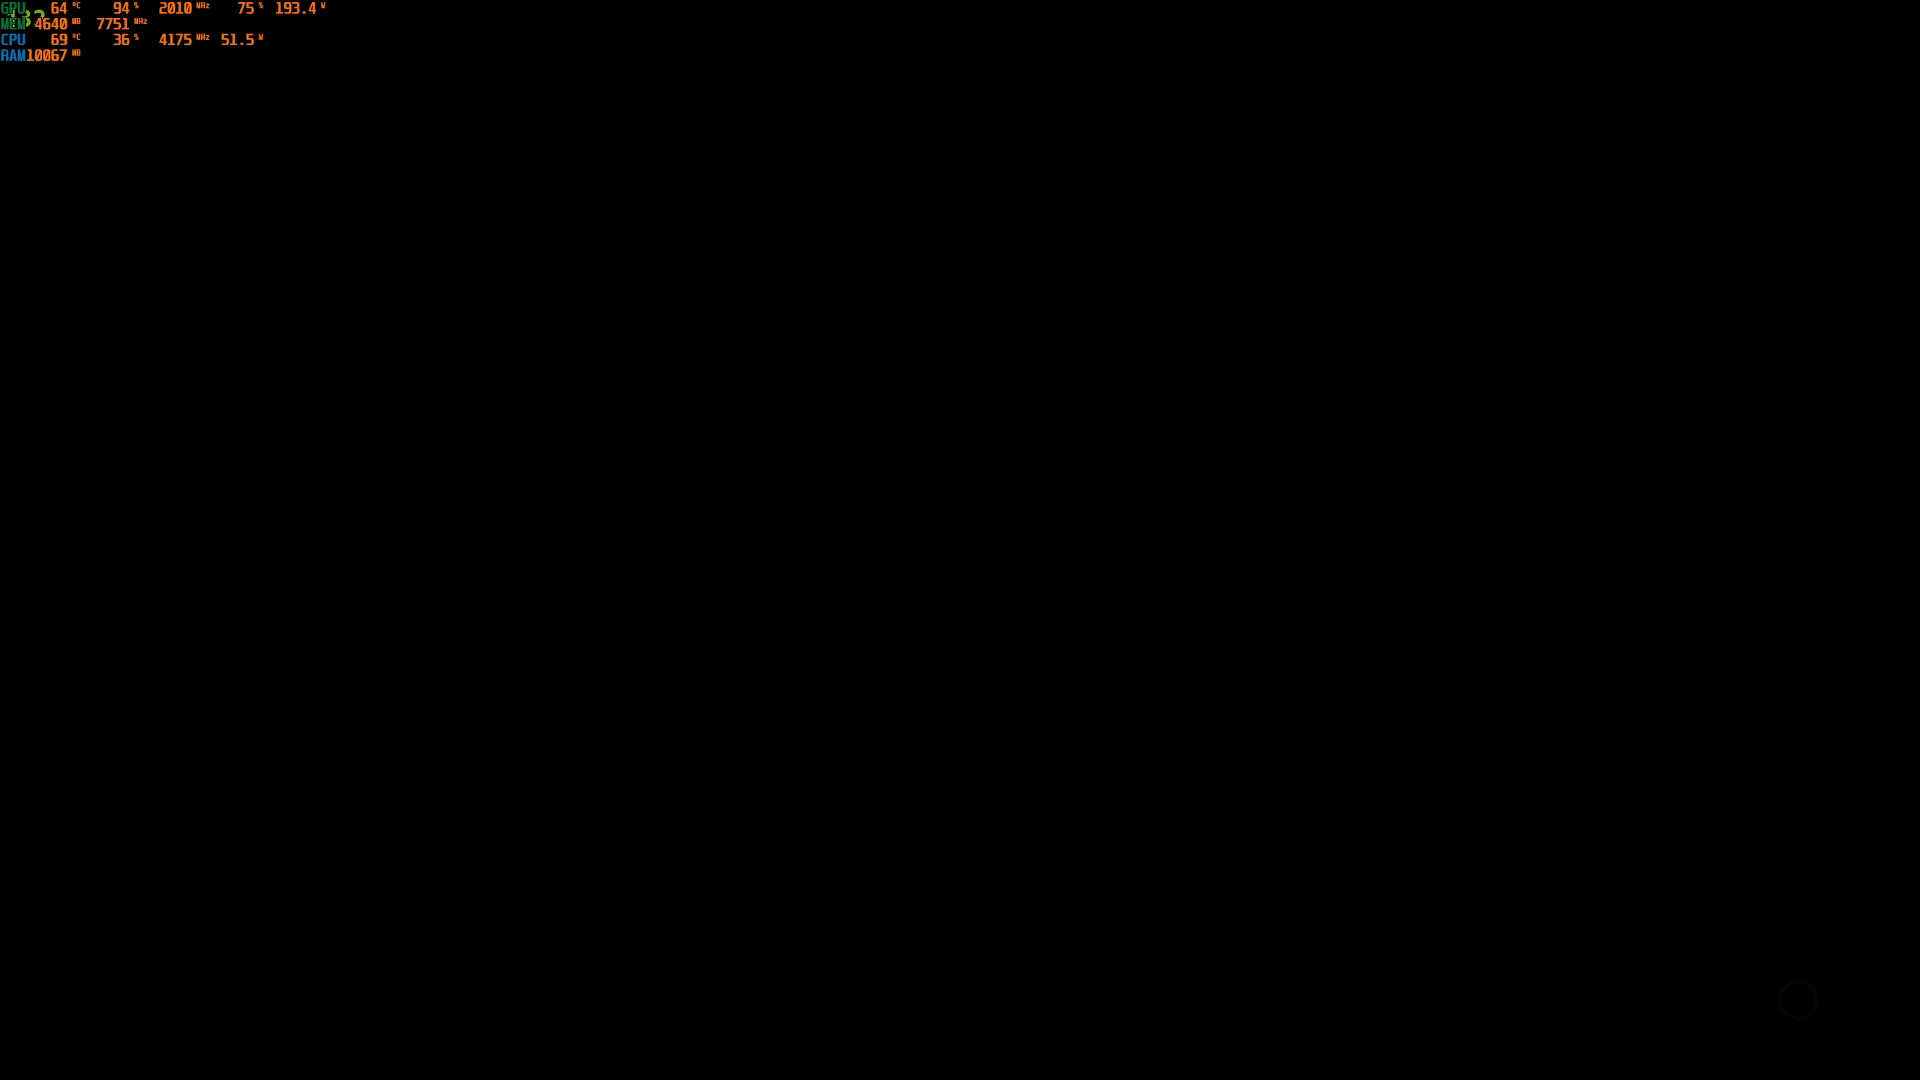 GPU 64 °C 94 % 2010 MHz 75 % 193.4 W
MEM 4640 MB 7751 MHz
CPU 69 °C 36 % 4175 MHz 51.5 W
RAM 10067 MB